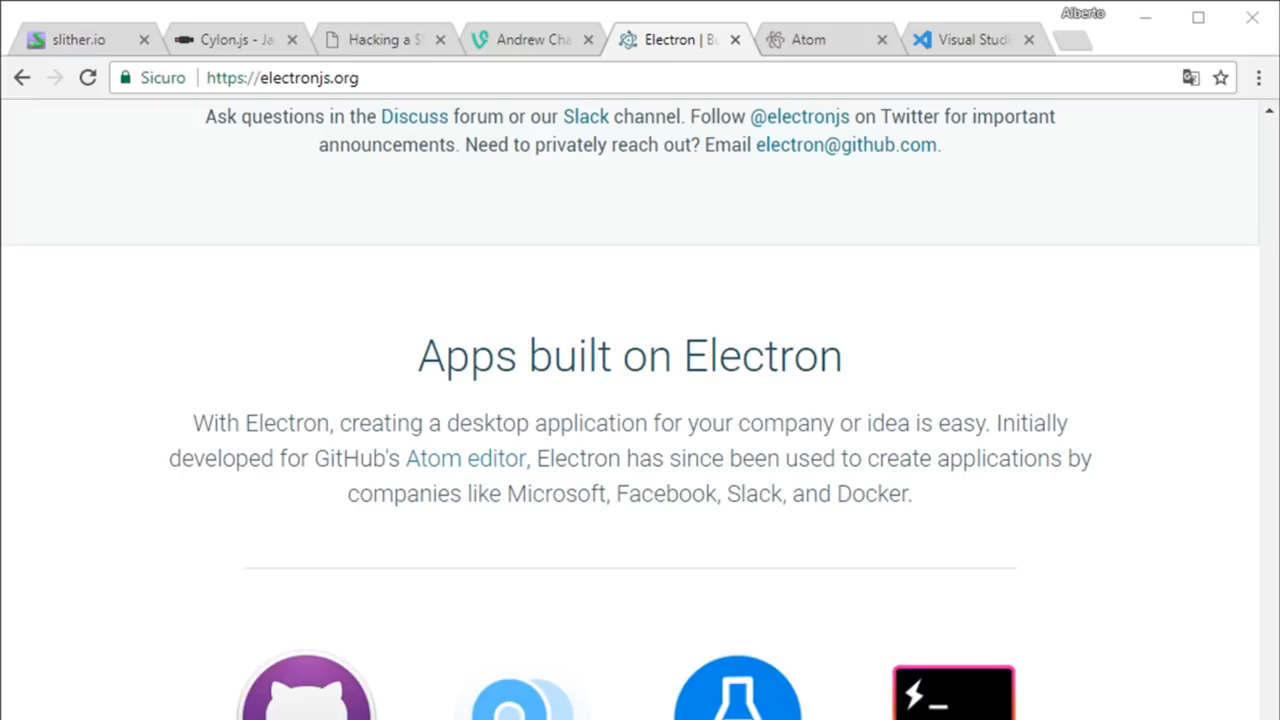 Alberto
slither.io
Cylon.js - Ja
Hacking a S
Andrew Cha
Electron | Bu
Atom
Visual Studi
Sicuro
https://electronjs.org
Ask questions in the Discuss forum or our Slack channel. Follow @electronjs on Twitter for important
announcements. Need to privately reach out? Email electron@github.com.
Apps built on Electron
With Electron, creating a desktop application for your company or idea is easy. Initially
developed for GitHub's Atom editor, Electron has since been used to create applications by
companies like Microsoft, Facebook, Slack, and Docker.